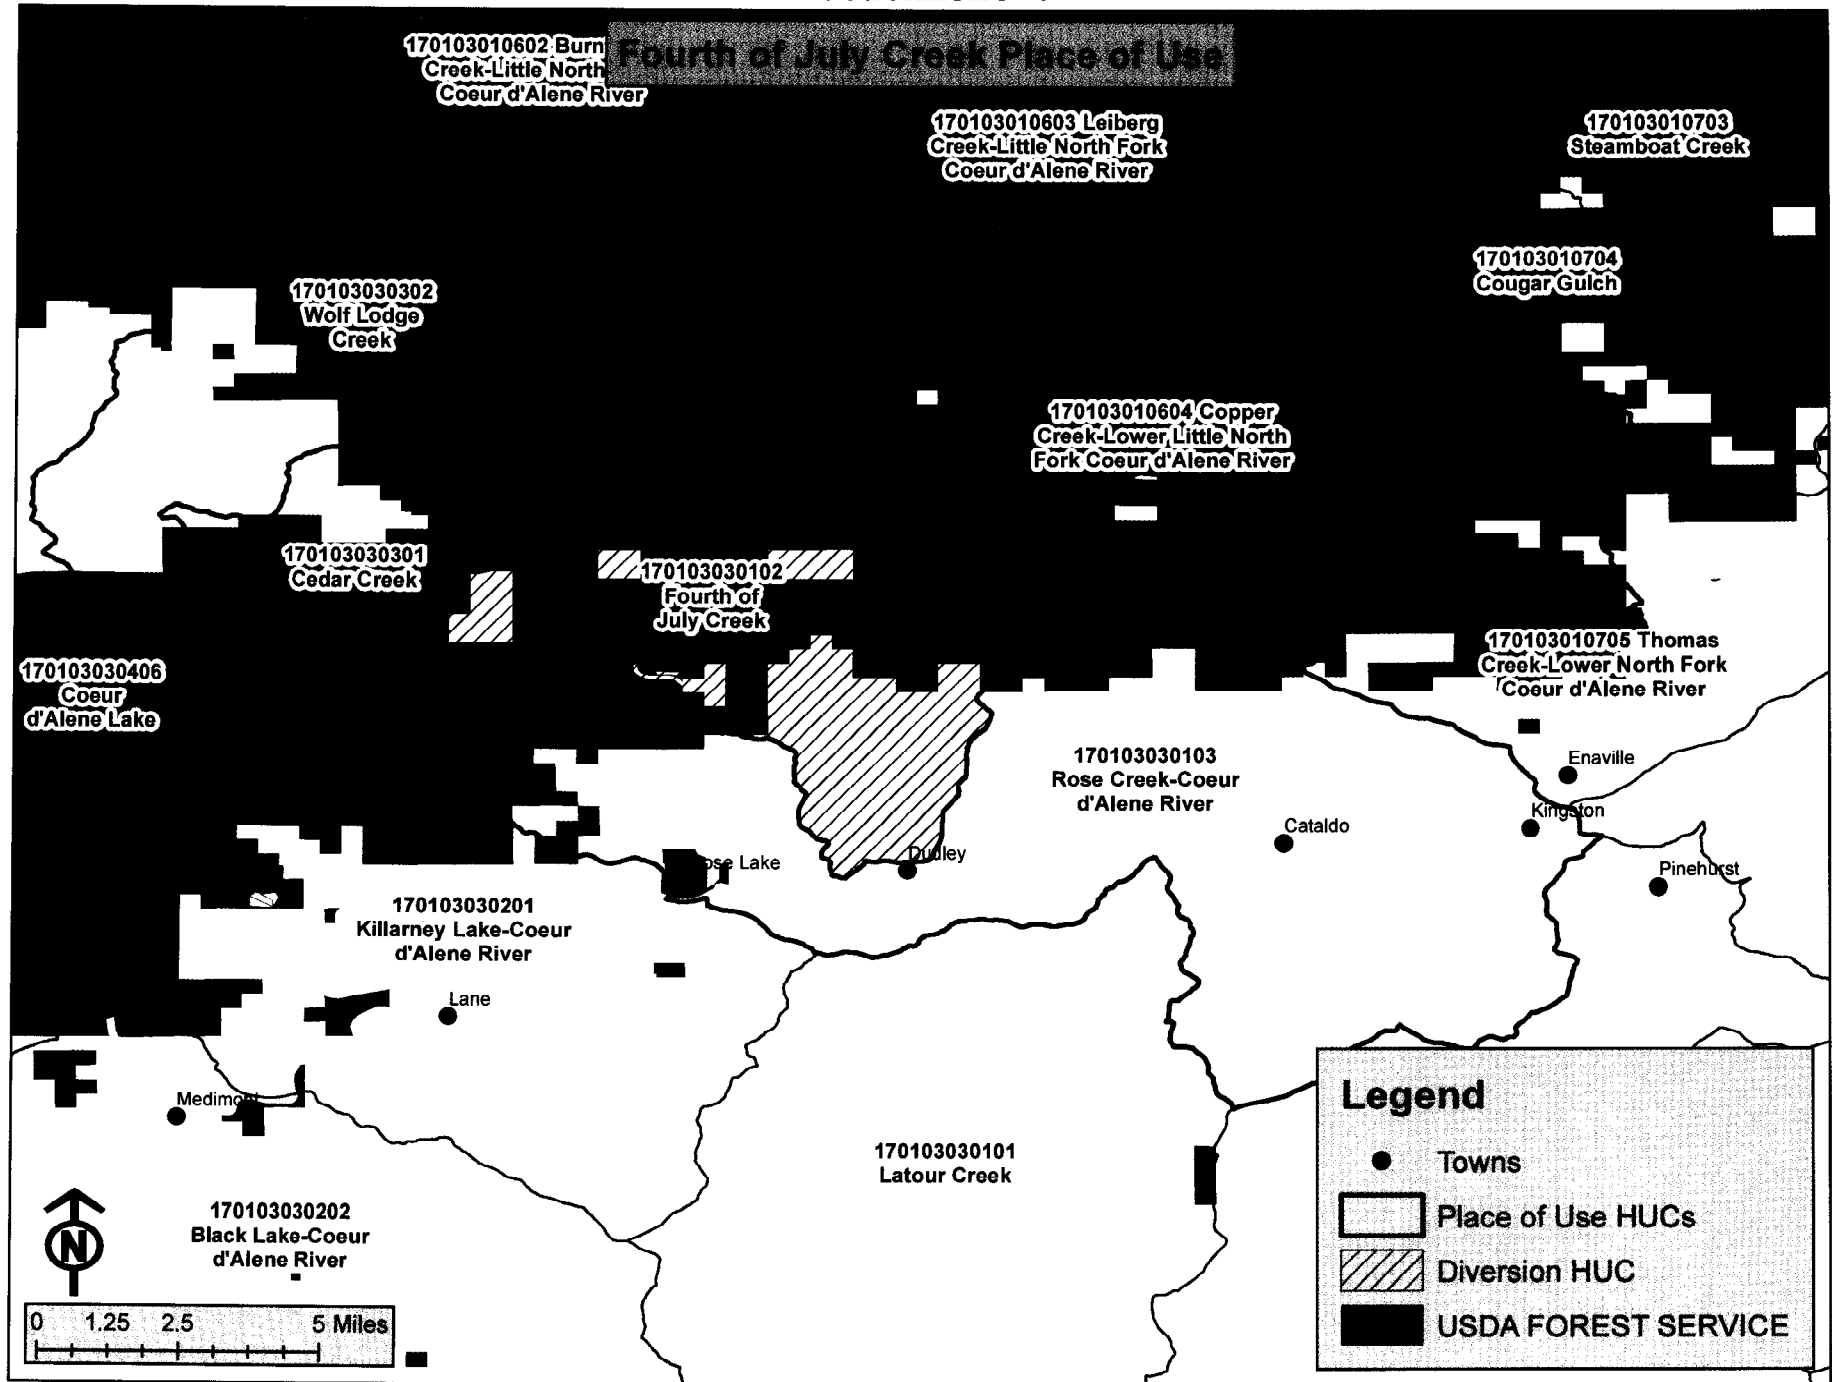 Fourth of July Creek Place of Use
170103010602 Burn
Creek-Little North
Coeur d'Alene River
170103010603 Leiberg
Creek-Little North Fork
Coeur d'Alene River
170103010703
Steamboat Creek
170103010704
Cougar Gulch
170103030302
Wolf Lodge
Creek
170103010604 Copper
Creek-Lower Little North
Fork Coeur d'Alene River
170103030301
Cedar Creek
170103030102
Fourth of
July Creek
170103030406
Coeur
d'Alene Lake
170103010705 Thomas
Creek-Lower North Fork
Coeur d'Alene River
170103030103
Rose Creek-Coeur
d'Alene River
Enaville
Kingston
Cataldo
Pinehurst
Dudley
ose Lake
170103030201
Killarney Lake-Coeur
d'Alene River
Lane
Medimont
170103030101
Latour Creek
170103030202
Black Lake-Coeur
d'Alene River
N
0 1.25 2.5 5 Miles
Legend
Towns
Place of Use HUCs
Diversion HUC
USDA FOREST SERVICE